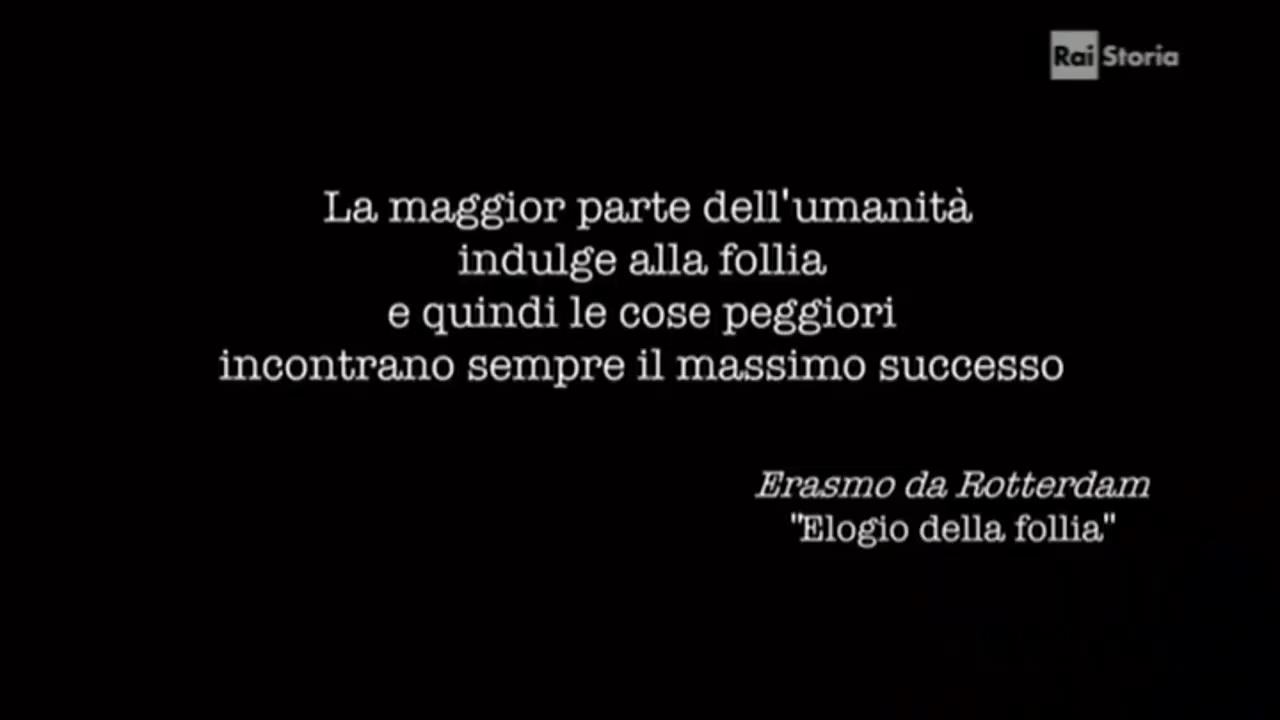 Rai Storia
La maggior parte dell'umanità
indulge alla follia
e quindi le cose peggiori
incontrano sempre il massimo successo
Erasmo da Rotterdam
"Elogio della follia"